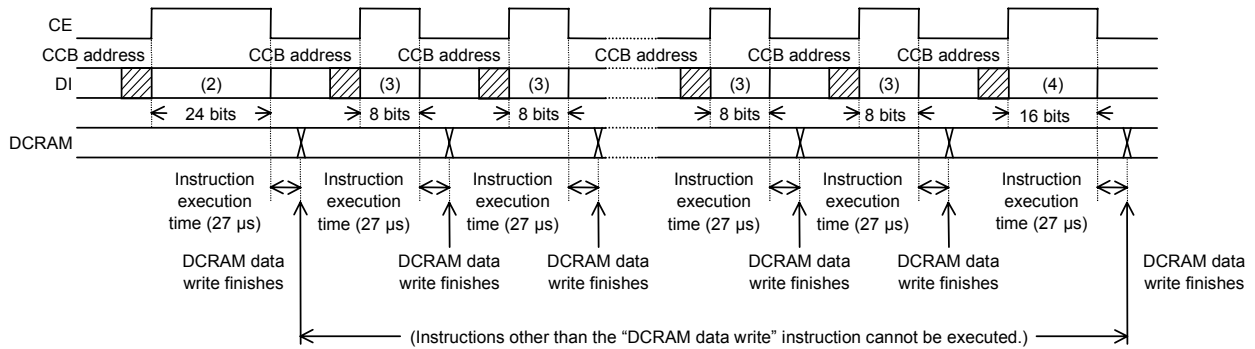 CE
CCB address CCB address CCB address CCB address CCB address CCB address
DI (2) (3) (3) (3) (3) (4)
24 bits 8 bits 8 bits 8 bits 8 bits 16 bits
DCRAM
Instruction Instruction Instruction Instruction Instruction Instruction
execution execution execution execution execution execution
time (27 µs) time (27 µs) time (27 µs) time (27 µs) time (27 µs) time (27 µs)
DCRAM data DCRAM data DCRAM data DCRAM data DCRAM data DCRAM data
write finishes write finishes write finishes write finishes write finishes write finishes
(Instructions other than the “DCRAM data write” instruction cannot be executed.)